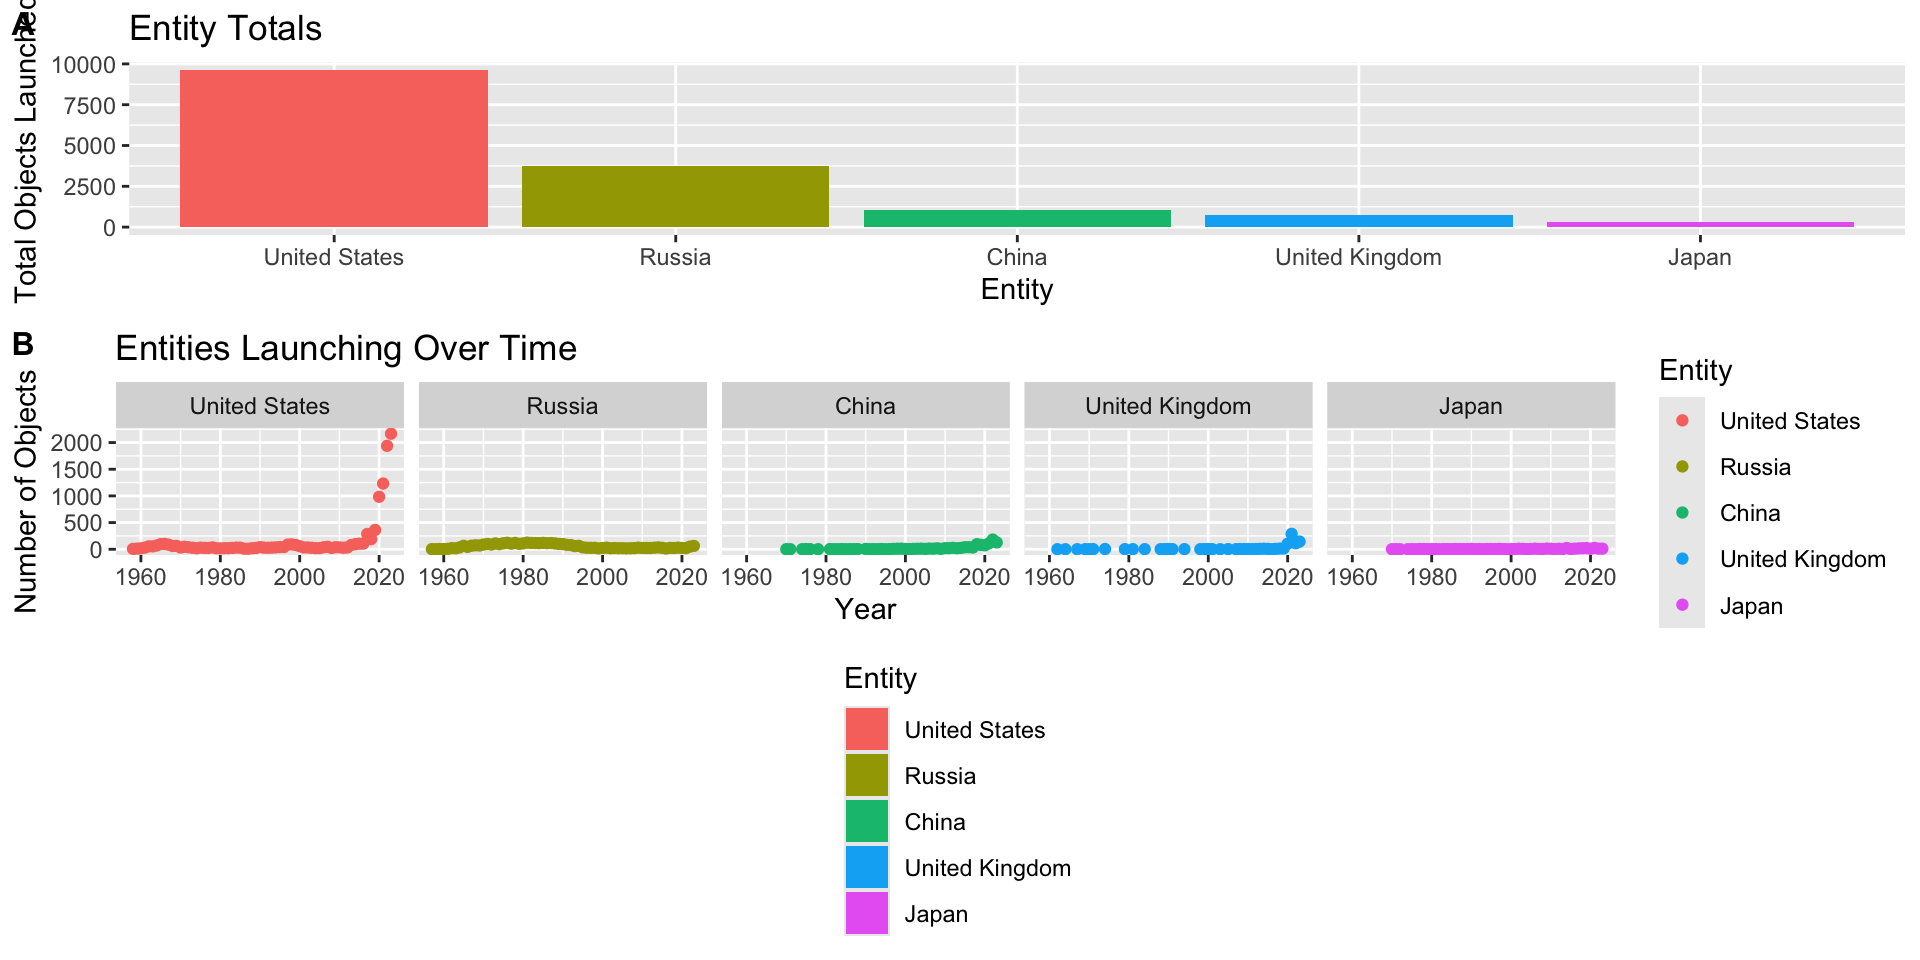 A
Entity Totals
Total Objects Launched
10000
7500
5000
2500
0
United States Russia China United Kingdom Japan
Entity
B
Entities Launching Over Time
Number of Objects
United States Russia China United Kingdom Japan
2000
1500
1000
500
0
1960 1980 2000 2020 1960 1980 2000 2020 1960 1980 2000 2020 1960 1980 2000 2020 1960 1980 2000 2020
Year
Entity
United States
Russia
China
United Kingdom
Japan
Entity
United States
Russia
China
United Kingdom
Japan